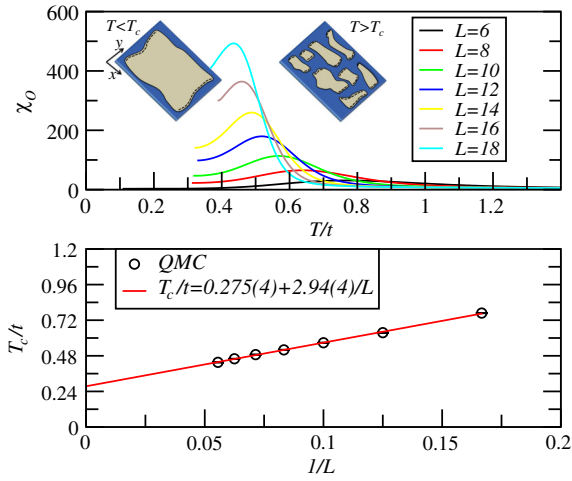 600
400
200
0
χ_O
T<T_c
y
x
T>T_c
L=6
L=8
L=10
L=12
L=14
L=16
L=18
0 0.2 0.4 0.6 0.8 1 1.2
T/t
1.2
0.96
0.72
0.48
0.24
0
T_c/t
QMC
T_c/t=0.275(4)+2.94(4)/L
0 0.05 0.1 0.15 0.2
1/L